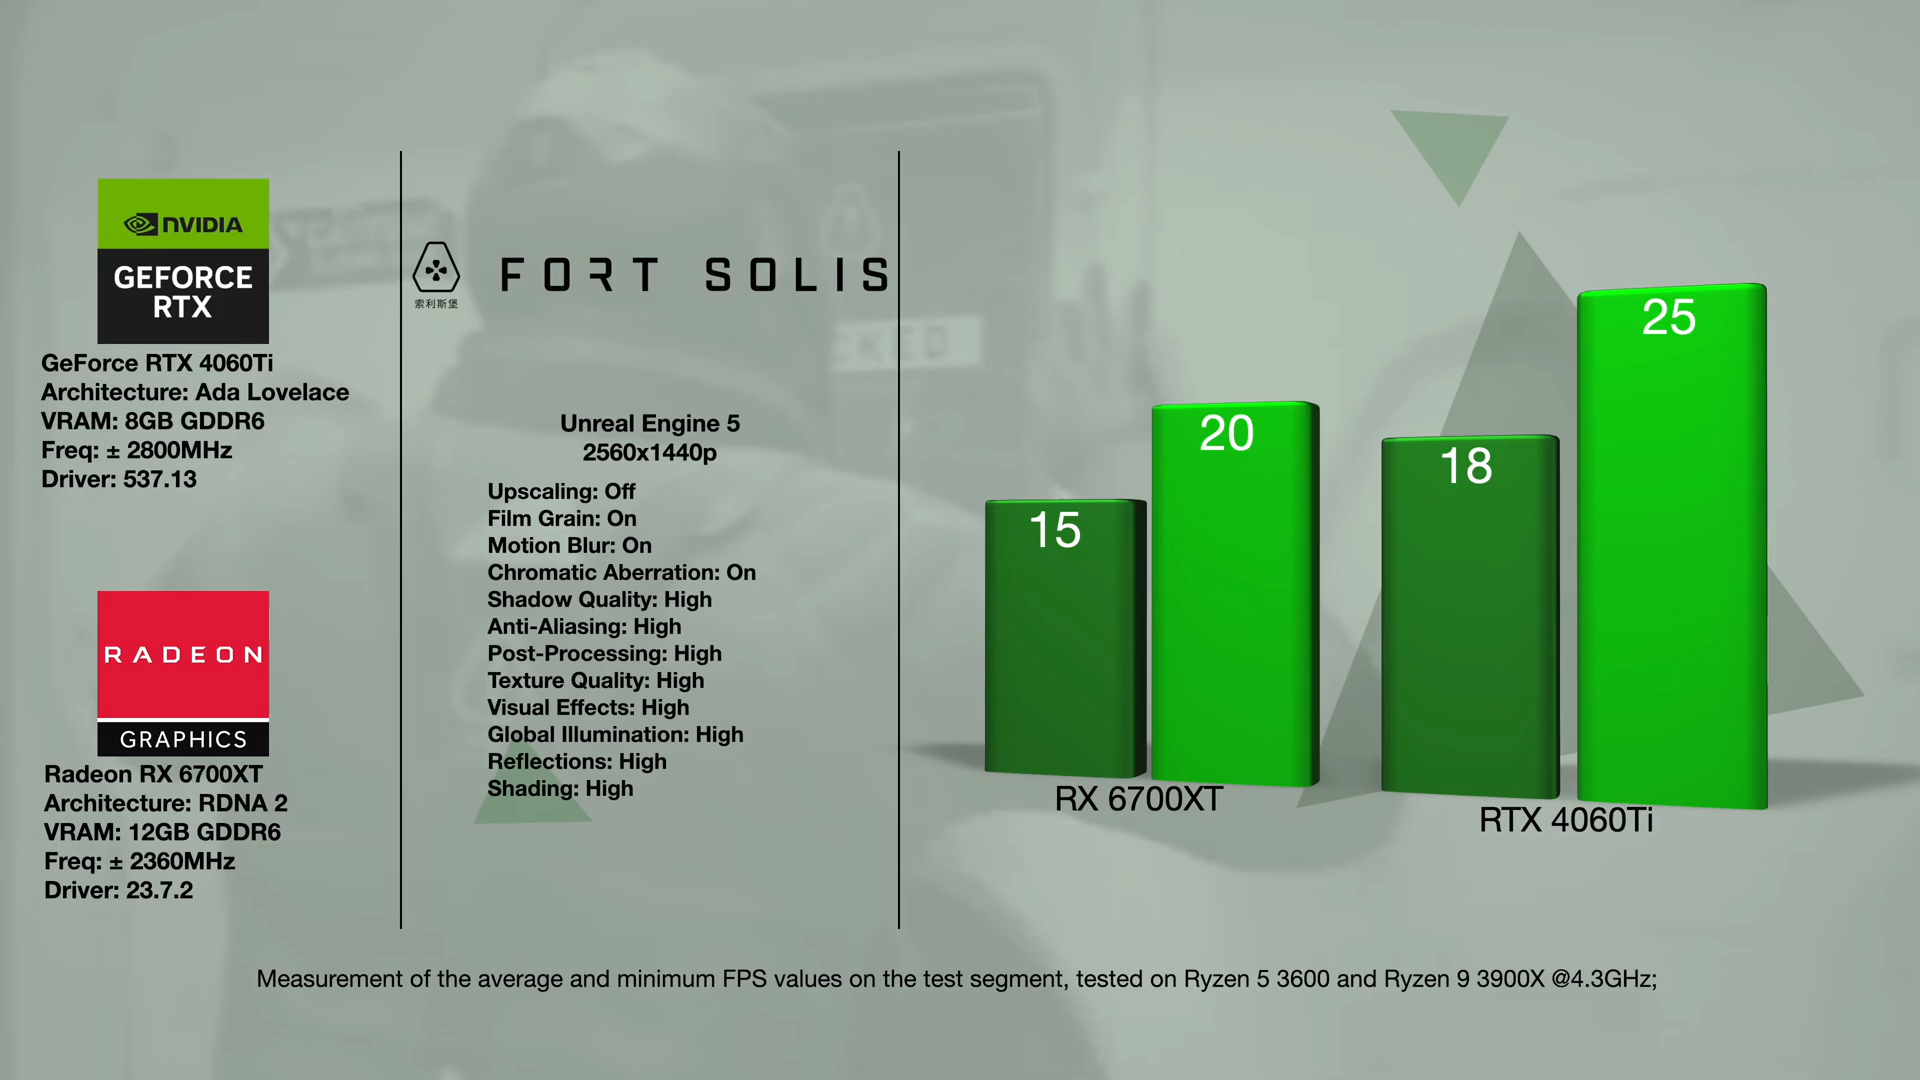 NVIDIA
GEFORCE
RTX
GeForce RTX 4060Ti
Architecture: Ada Lovelace
VRAM: 8GB GDDR6
Freq: ± 2800MHz
Driver: 537.13
RADEON
GRAPHICS
Radeon RX 6700XT
Architecture: RDNA 2
VRAM: 12GB GDDR6
Freq: ± 2360MHz
Driver: 23.7.2
索利斯堡
FORT SOLIS
Unreal Engine 5
2560x1440p
Upscaling: Off
Film Grain: On
Motion Blur: On
Chromatic Aberration: On
Shadow Quality: High
Anti-Aliasing: High
Post-Processing: High
Texture Quality: High
Visual Effects: High
Global Illumination: High
Reflections: High
Shading: High
15
20
18
25
RX 6700XT
RTX 4060Ti
Measurement of the average and minimum FPS values on the test segment, tested on Ryzen 5 3600 and Ryzen 9 3900X @4.3GHz;